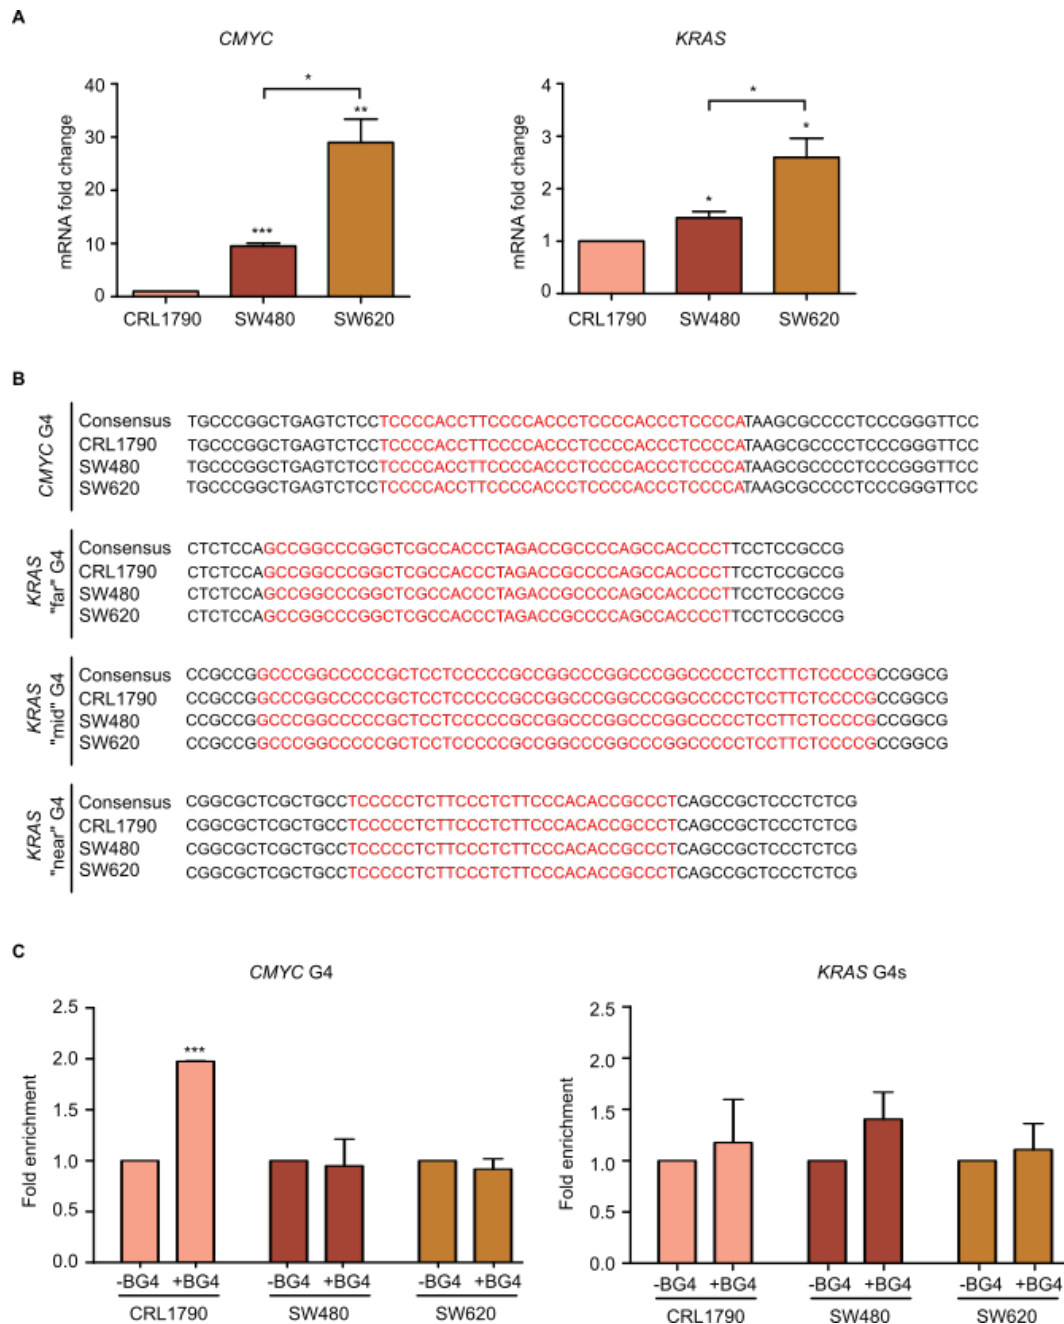 A
CMYC
KRAS
mRNA fold change
40
30
20
10
0
*
***
**
CRL1790 SW480 SW620
mRNA fold change
4
3
2
1
0
*
*
*
CRL1790 SW480 SW620
B
CMYC G4
Consensus TGCCCGGCTGAGTCTCCTCCCCACCTTCCCCACCCTCCCCACCCTCCCCATAAGCGCCCCTCCCGGGTTCC
CRL1790 TGCCCGGCTGAGTCTCCTCCCCACCTTCCCCACCCTCCCCACCCTCCCCATAAGCGCCCCTCCCGGGTTCC
SW480 TGCCCGGCTGAGTCTCCTCCCCACCTTCCCCACCCTCCCCACCCTCCCCATAAGCGCCCCTCCCGGGTTCC
SW620 TGCCCGGCTGAGTCTCCTCCCCACCTTCCCCACCCTCCCCACCCTCCCCATAAGCGCCCCTCCCGGGTTCC
KRAS
"far" G4
Consensus CTCTCCAGCCGGCCCGGCTCGCCACCCTAGACCGCCCCAGCCACCCCTTCCTCCGCCG
CRL1790 CTCTCCAGCCGGCCCGGCTCGCCACCCTAGACCGCCCCAGCCACCCCTTCCTCCGCCG
SW480 CTCTCCAGCCGGCCCGGCTCGCCACCCTAGACCGCCCCAGCCACCCCTTCCTCCGCCG
SW620 CTCTCCAGCCGGCCCGGCTCGCCACCCTAGACCGCCCCAGCCACCCCTTCCTCCGCCG
KRAS
"mid" G4
Consensus CCGCCGGCCCGGCCCCCGCTCCTCCCCCGCCGGCCCGGCCCGGCCCCCTCCTTCTCCCCGCCGGCG
CRL1790 CCGCCGGCCCGGCCCCCGCTCCTCCCCCGCCGGCCCGGCCCGGCCCCCTCCTTCTCCCCGCCGGCG
SW480 CCGCCGGCCCGGCCCCCGCTCCTCCCCCGCCGGCCCGGCCCGGCCCCCTCCTTCTCCCCGCCGGCG
SW620 CCGCCGGCCCGGCCCCCGCTCCTCCCCCGCCGGCCCGGCCCGGCCCCCTCCTTCTCCCCGCCGGCG
KRAS
"near" G4
Consensus CGGCGCTCGCTGCCTCCCCCTCTTCCCTCTTCCCACACCGCCCTCAGCCGCTCCCTCTCG
CRL1790 CGGCGCTCGCTGCCTCCCCCTCTTCCCTCTTCCCACACCGCCCTCAGCCGCTCCCTCTCG
SW480 CGGCGCTCGCTGCCTCCCCCTCTTCCCTCTTCCCACACCGCCCTCAGCCGCTCCCTCTCG
SW620 CGGCGCTCGCTGCCTCCCCCTCTTCCCTCTTCCCACACCGCCCTCAGCCGCTCCCTCTCG
C
CMYC G4
KRAS G4s
Fold enrichment
2.5
2.0
1.5
1.0
0.5
0.0
***
-BG4 +BG4 -BG4 +BG4 -BG4 +BG4
CRL1790 SW480 SW620
Fold enrichment
2.5
2.0
1.5
1.0
0.5
0.0
-BG4 +BG4 -BG4 +BG4 -BG4 +BG4
CRL1790 SW480 SW620